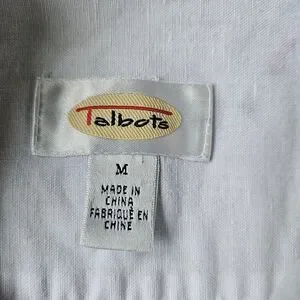 Talbots
M
MADE IN
CHINA
FABRIQUÉ EN
CHINE